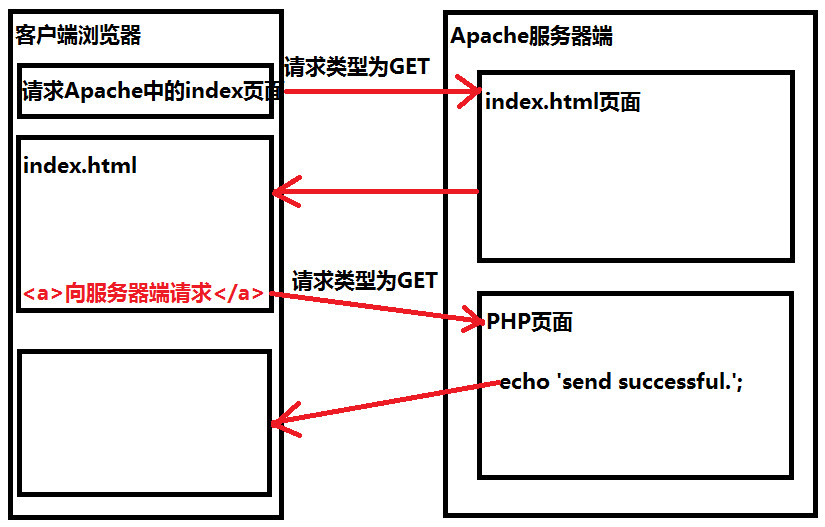 客户端浏览器
Apache服务器端
请求类型为GET
请求Apache中的index页面
index.html页面
index.html
<a>向服务器端请求</a>
请求类型为GET
PHP页面
echo 'send successful.';